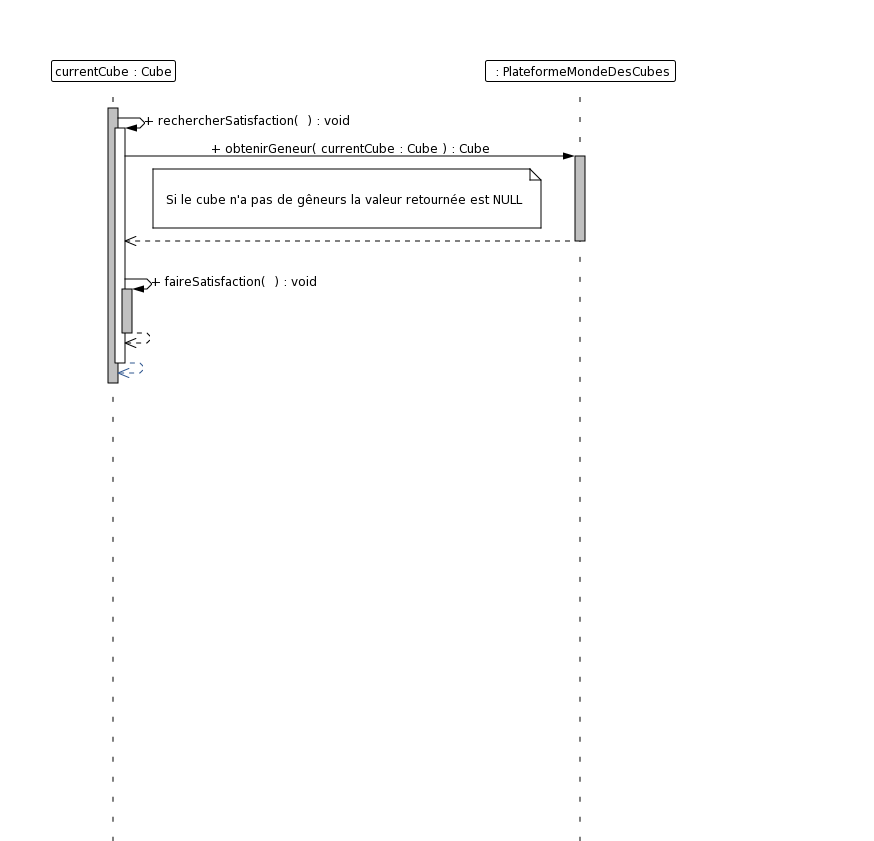 currentCube : Cube
: PlateformeMondeDesCubes
+ rechercherSatisfaction(  ) : void
+ obtenirGeneur( currentCube : Cube ) : Cube
Si le cube n'a pas de gêneurs la valeur retournée est NULL
+ faireSatisfaction(  ) : void